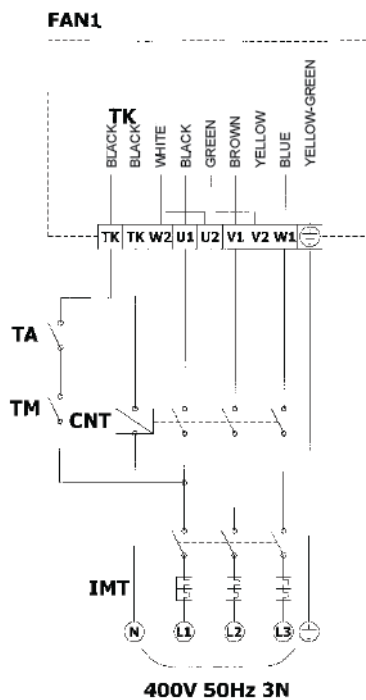 FAN1
TK
BLACK
BLACK
WHITE
BLACK
GREEN
BROWN
YELLOW
BLUE
YELLOW-GREEN
TK TK W2 U1 U2 V1 V2 W1
TA
TM
CNT
IMT
N L1 L2 L3
400V 50Hz 3N